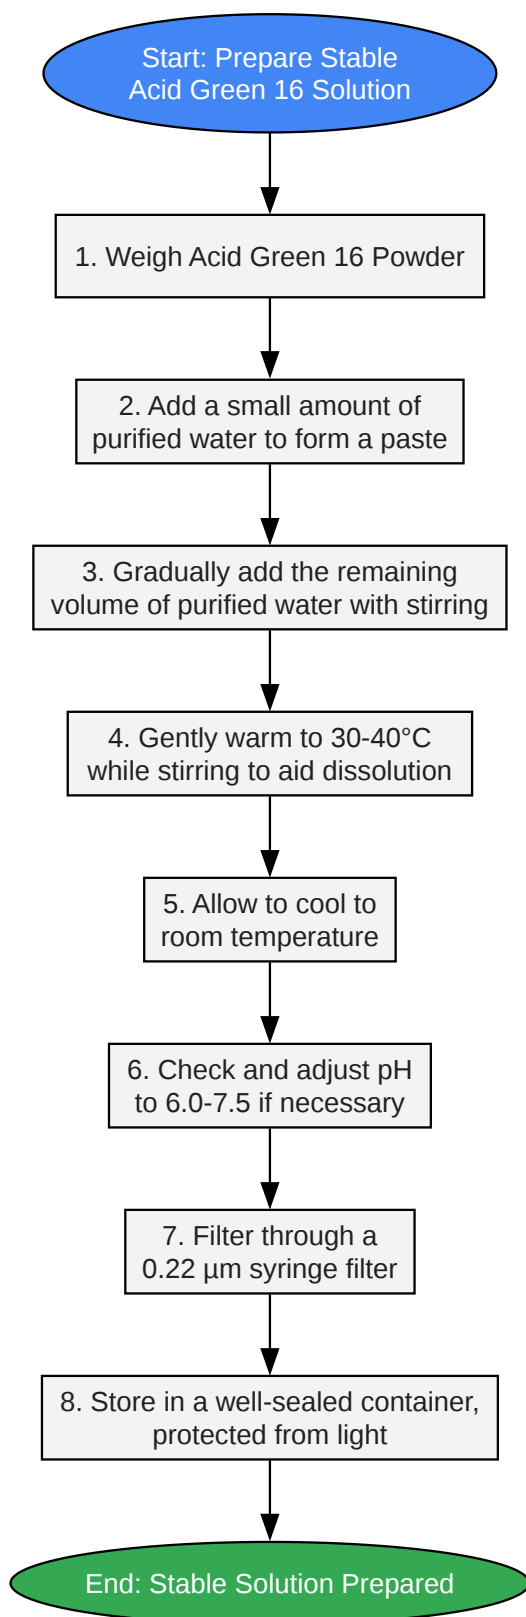 Start: Prepare Stable
Acid Green 16 Solution
1. Weigh Acid Green 16 Powder
2. Add a small amount of
purified water to form a paste
3. Gradually add the remaining
volume of purified water with stirring
4. Gently warm to 30-40°C
while stirring to aid dissolution
5. Allow to cool to
room temperature
6. Check and adjust pH
to 6.0-7.5 if necessary
7. Filter through a
0.22 µm syringe filter
8. Store in a well-sealed container,
protected from light
End: Stable Solution Prepared